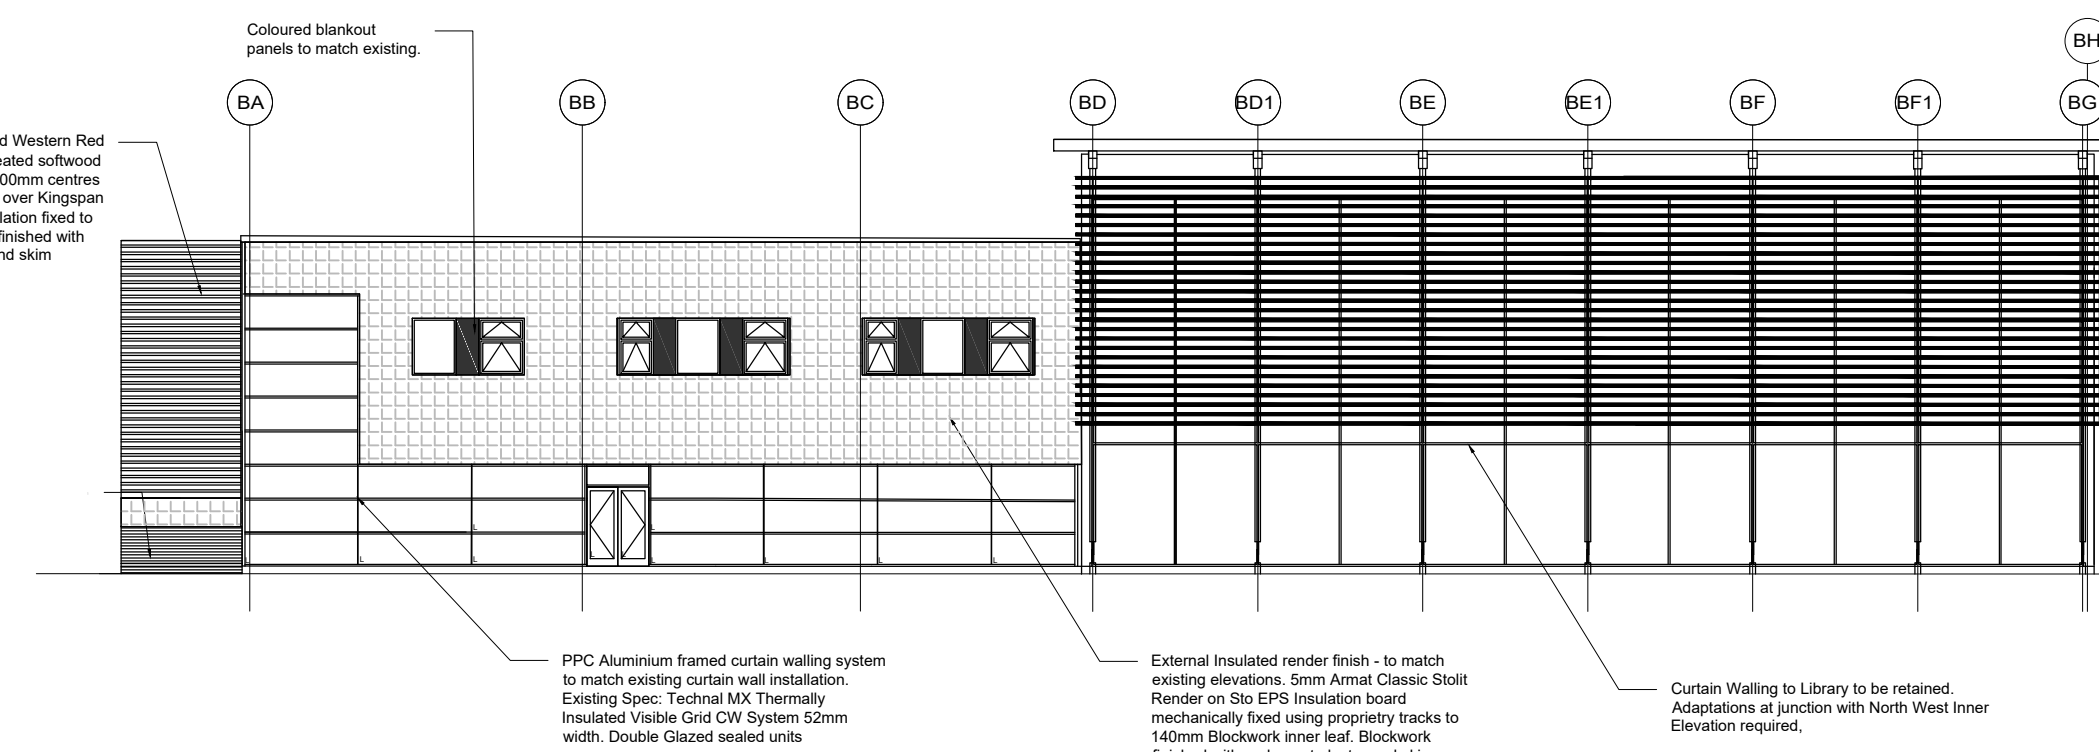 Coloured blankout
panels to match existing.
BH
BA
BB
BC
BD
BD1
BE
BE1
BF
BF1
BG
d Western Red
eated softwood
00mm centres
over Kingspan
lation fixed to
finished with
nd skim
PPC Aluminium framed curtain walling system
to match existing curtain wall installation.
Existing Spec: Technal MX Thermally
Insulated Visible Grid CW System 52mm
width. Double Glazed sealed units
External Insulated render finish - to match
existing elevations. 5mm Armat Classic Stolit
Render on Sto EPS Insulation board
mechanically fixed using proprietry tracks to
140mm Blockwork inner leaf. Blockwork
Curtain Walling to Library to be retained.
Adaptations at junction with North West Inner
Elevation required,